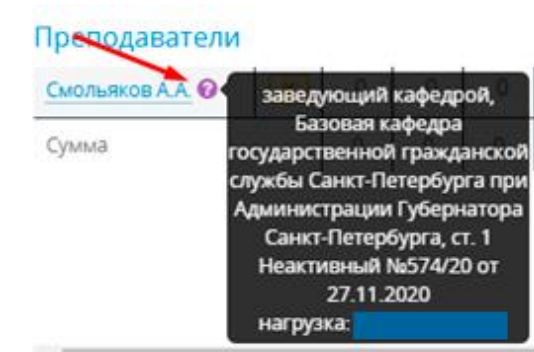 Преподаватели
Смольяков А.А. ?
заведующий кафедрой,
Базовая кафедра
Сумма
государственной гражданской
службы Санкт-Петербурга при
Администрации Губернатора
Санкт-Петербурга, ст. 1
Неактивный №574/20 от
27.11.2020
нагрузка: